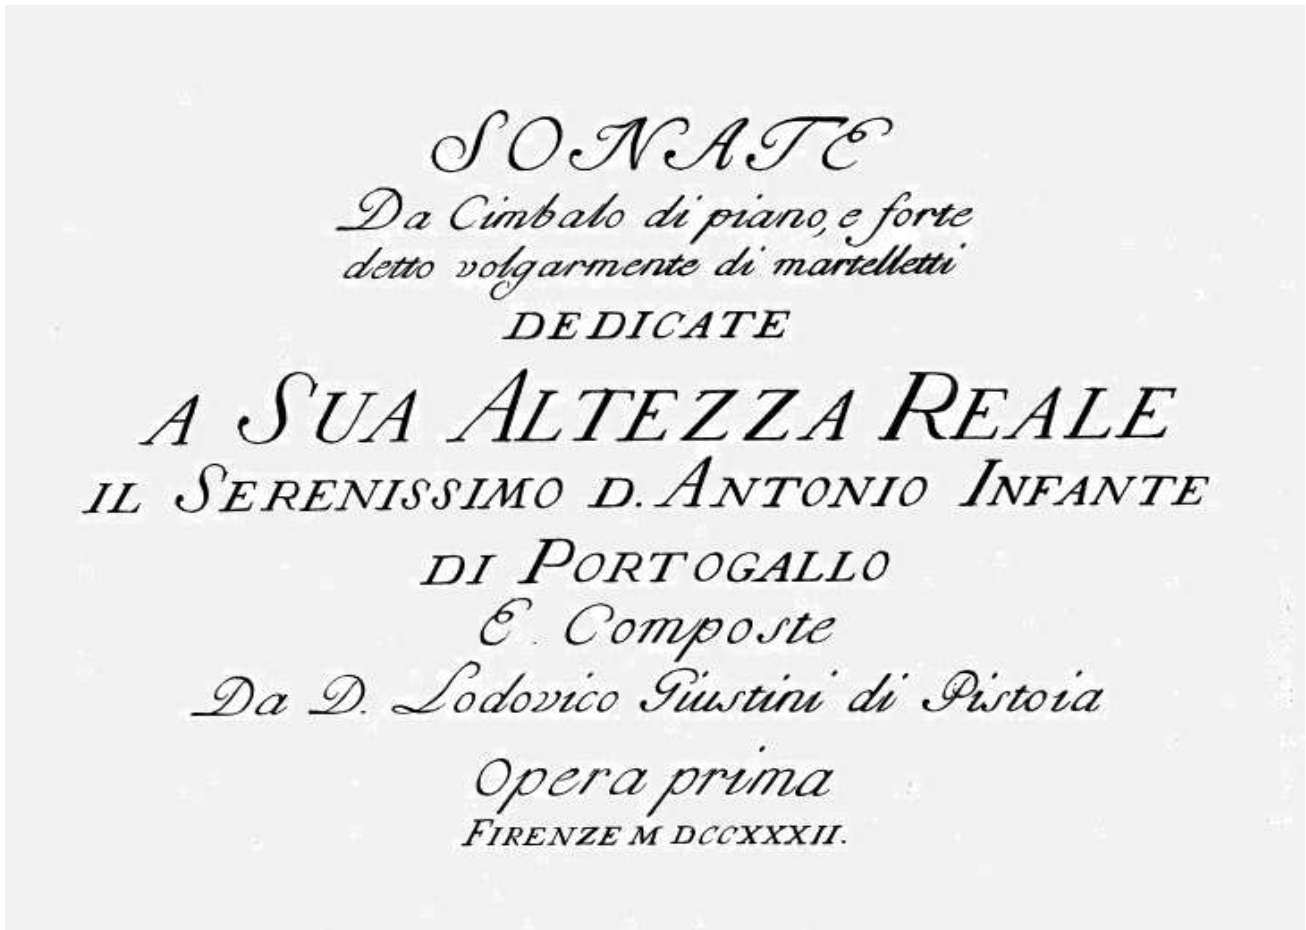 SONATE
Da Cimbalo di piano, e forte
detto volgarmente di martelletti
DEDICATE
A SUA ALTEZZA REALE
IL SERENISSIMO D. ANTONIO INFANTE
DI PORTOGALLO
E. Composte
Da D. Lodovico Giustini di Pistoia
Opera prima
FIRENZE M DCCXXXII.